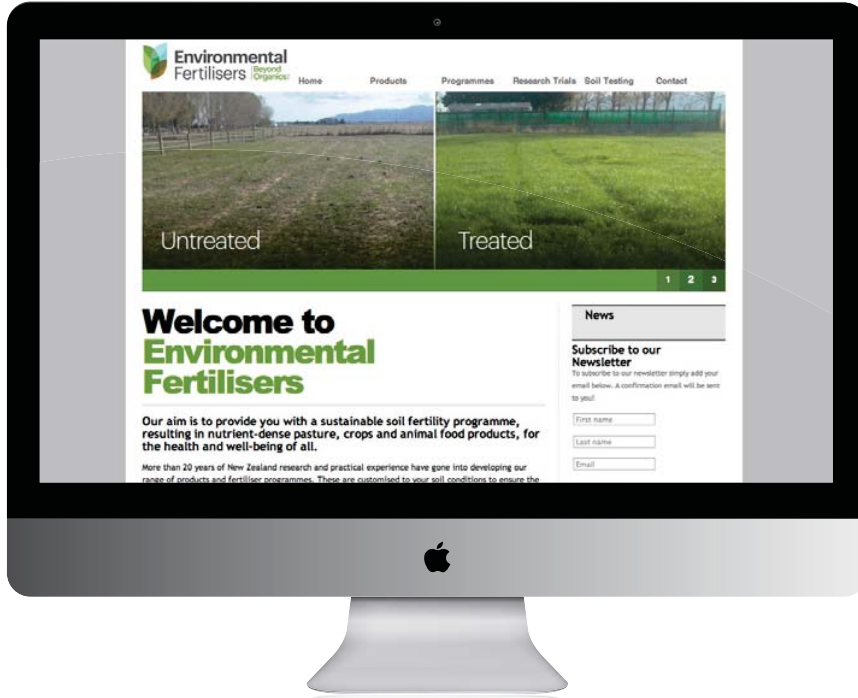 Environmental
Fertilisers Beyond Organics!
Home Products Programmes Research Trials Soil Testing Contact
Untreated
Treated
1 2 3
Welcome to
Environmental
Fertilisers
Our aim is to provide you with a sustainable soil fertility programme,
resulting in nutrient-dense pasture, crops and animal food products, for
the health and well-being of all.
More than 20 years of New Zealand research and practical experience have gone into developing our
range of products and fertiliser programmes. These are customised to your soil conditions to ensure the
News
Subscribe to our
Newsletter
To subscribe to our newsletter simply add your
email below. A confirmation email will be sent
to you!
First name
Last name
Email